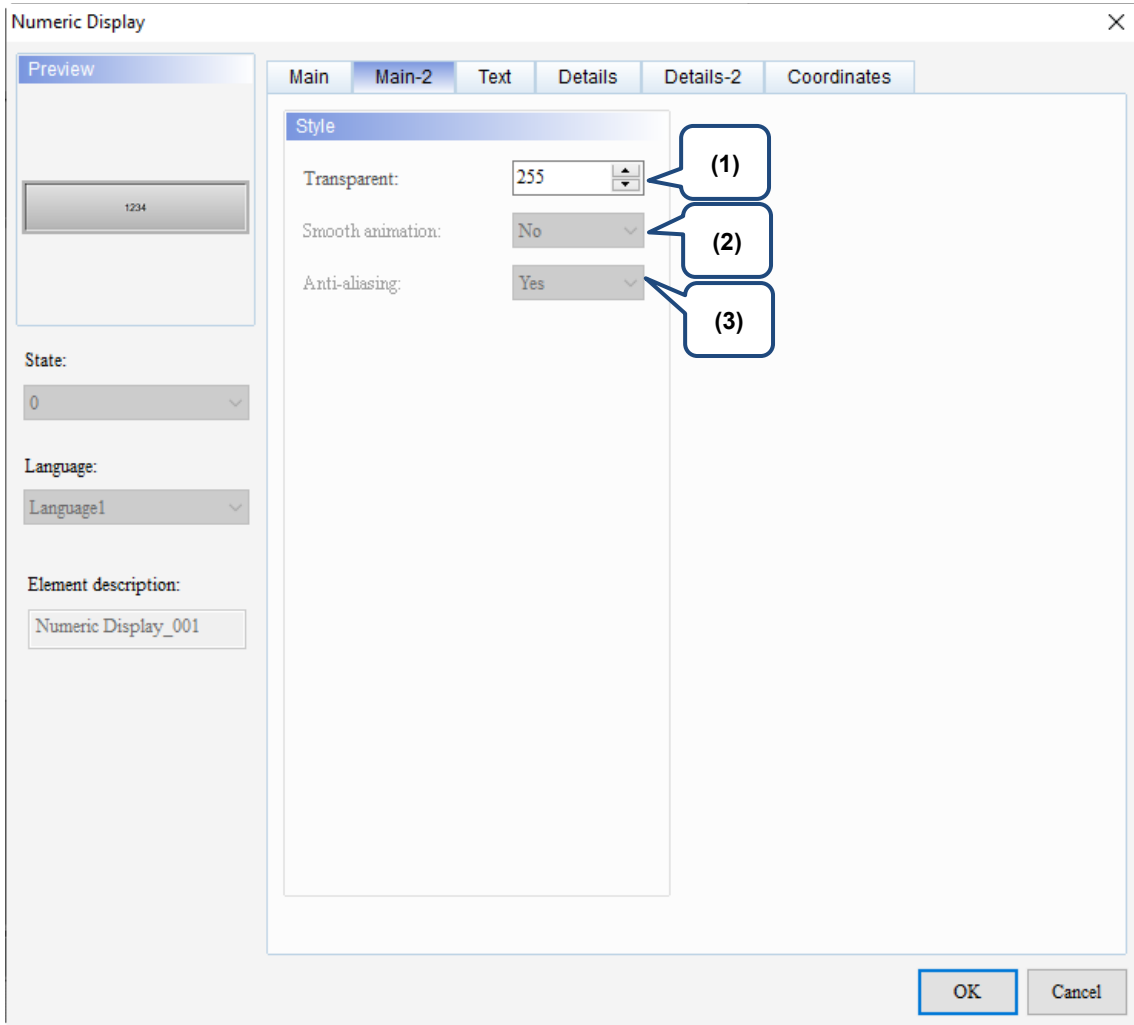 Numeric Display
Preview
1234
State:
0
Language:
Language1
Element description:
Numeric Display_001
Main Main-2 Text Details Details-2 Coordinates
Style
Transparent: 255 (1)
Smooth animation: No (2)
Anti-aliasing: Yes (3)
OK Cancel